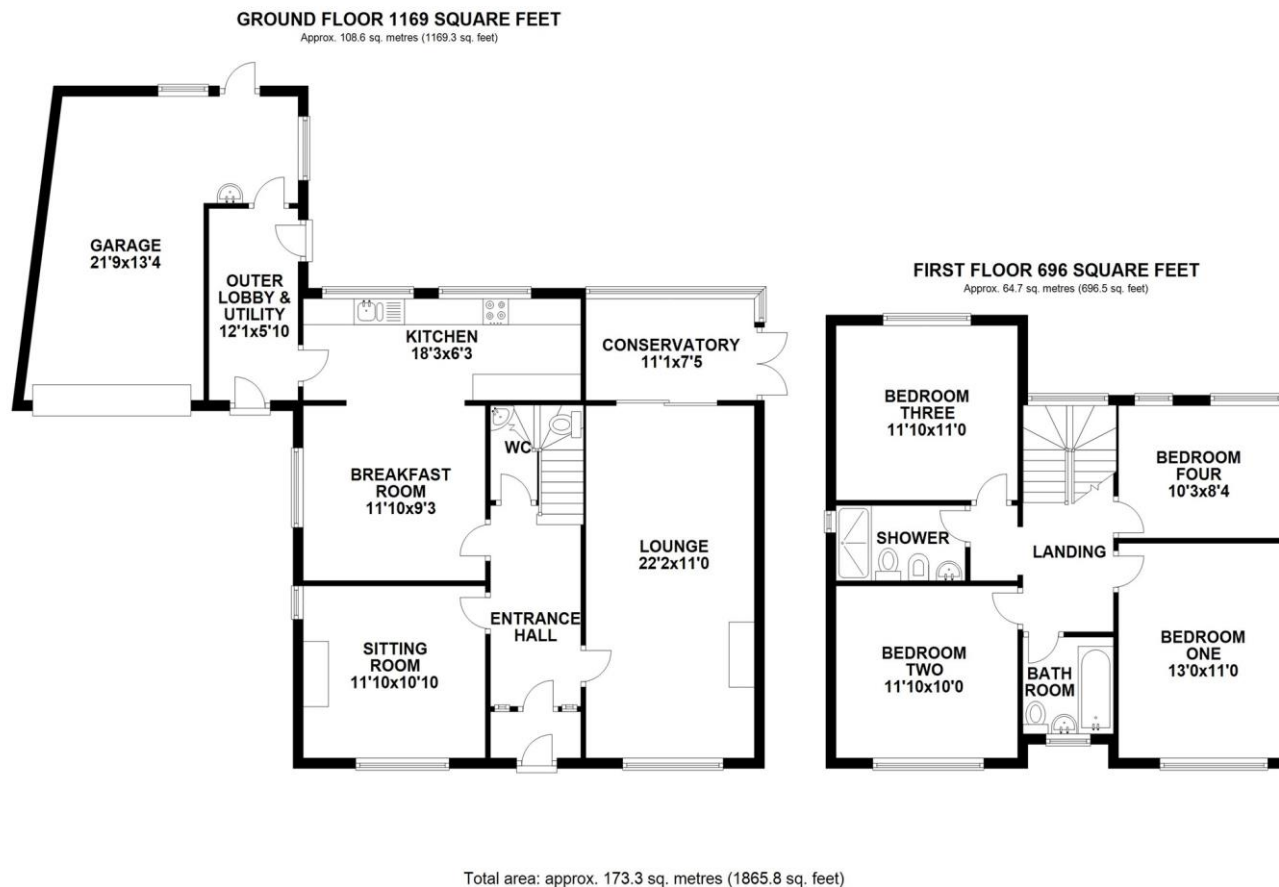 GROUND FLOOR 1169 SQUARE FEET
Approx. 108.6 sq. metres (1169.3 sq. feet)
GARAGE
21'9x13'4
OUTER
LOBBY &
UTILITY
12'1x5'10
KITCHEN
18'3x6'3
CONSERVATORY
11'1x7'5
WC
BREAKFAST
ROOM
11'10x9'3
LOUNGE
22'2x11'0
ENTRANCE
HALL
SITTING
ROOM
11'10x10'10
FIRST FLOOR 696 SQUARE FEET
Approx. 64.7 sq. metres (696.5 sq. feet)
BEDROOM
THREE
11'10x11'0
BEDROOM
FOUR
10'3x8'4
SHOWER
LANDING
BEDROOM
TWO
11'10x10'0
BATH
ROOM
BEDROOM
ONE
13'0x11'0
Total area: approx. 173.3 sq. metres (1865.8 sq. feet)